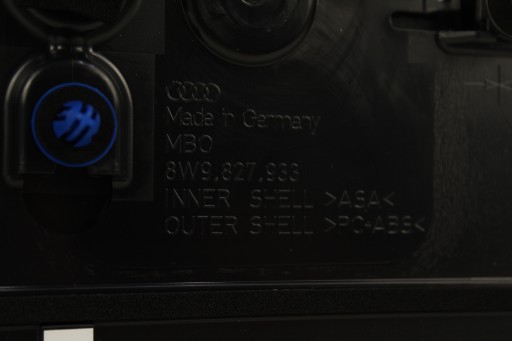 Made in Germany
MBO
8W9.827.933
INNER SHELL >ASA<
OUTER SHELL >PC-ABS<